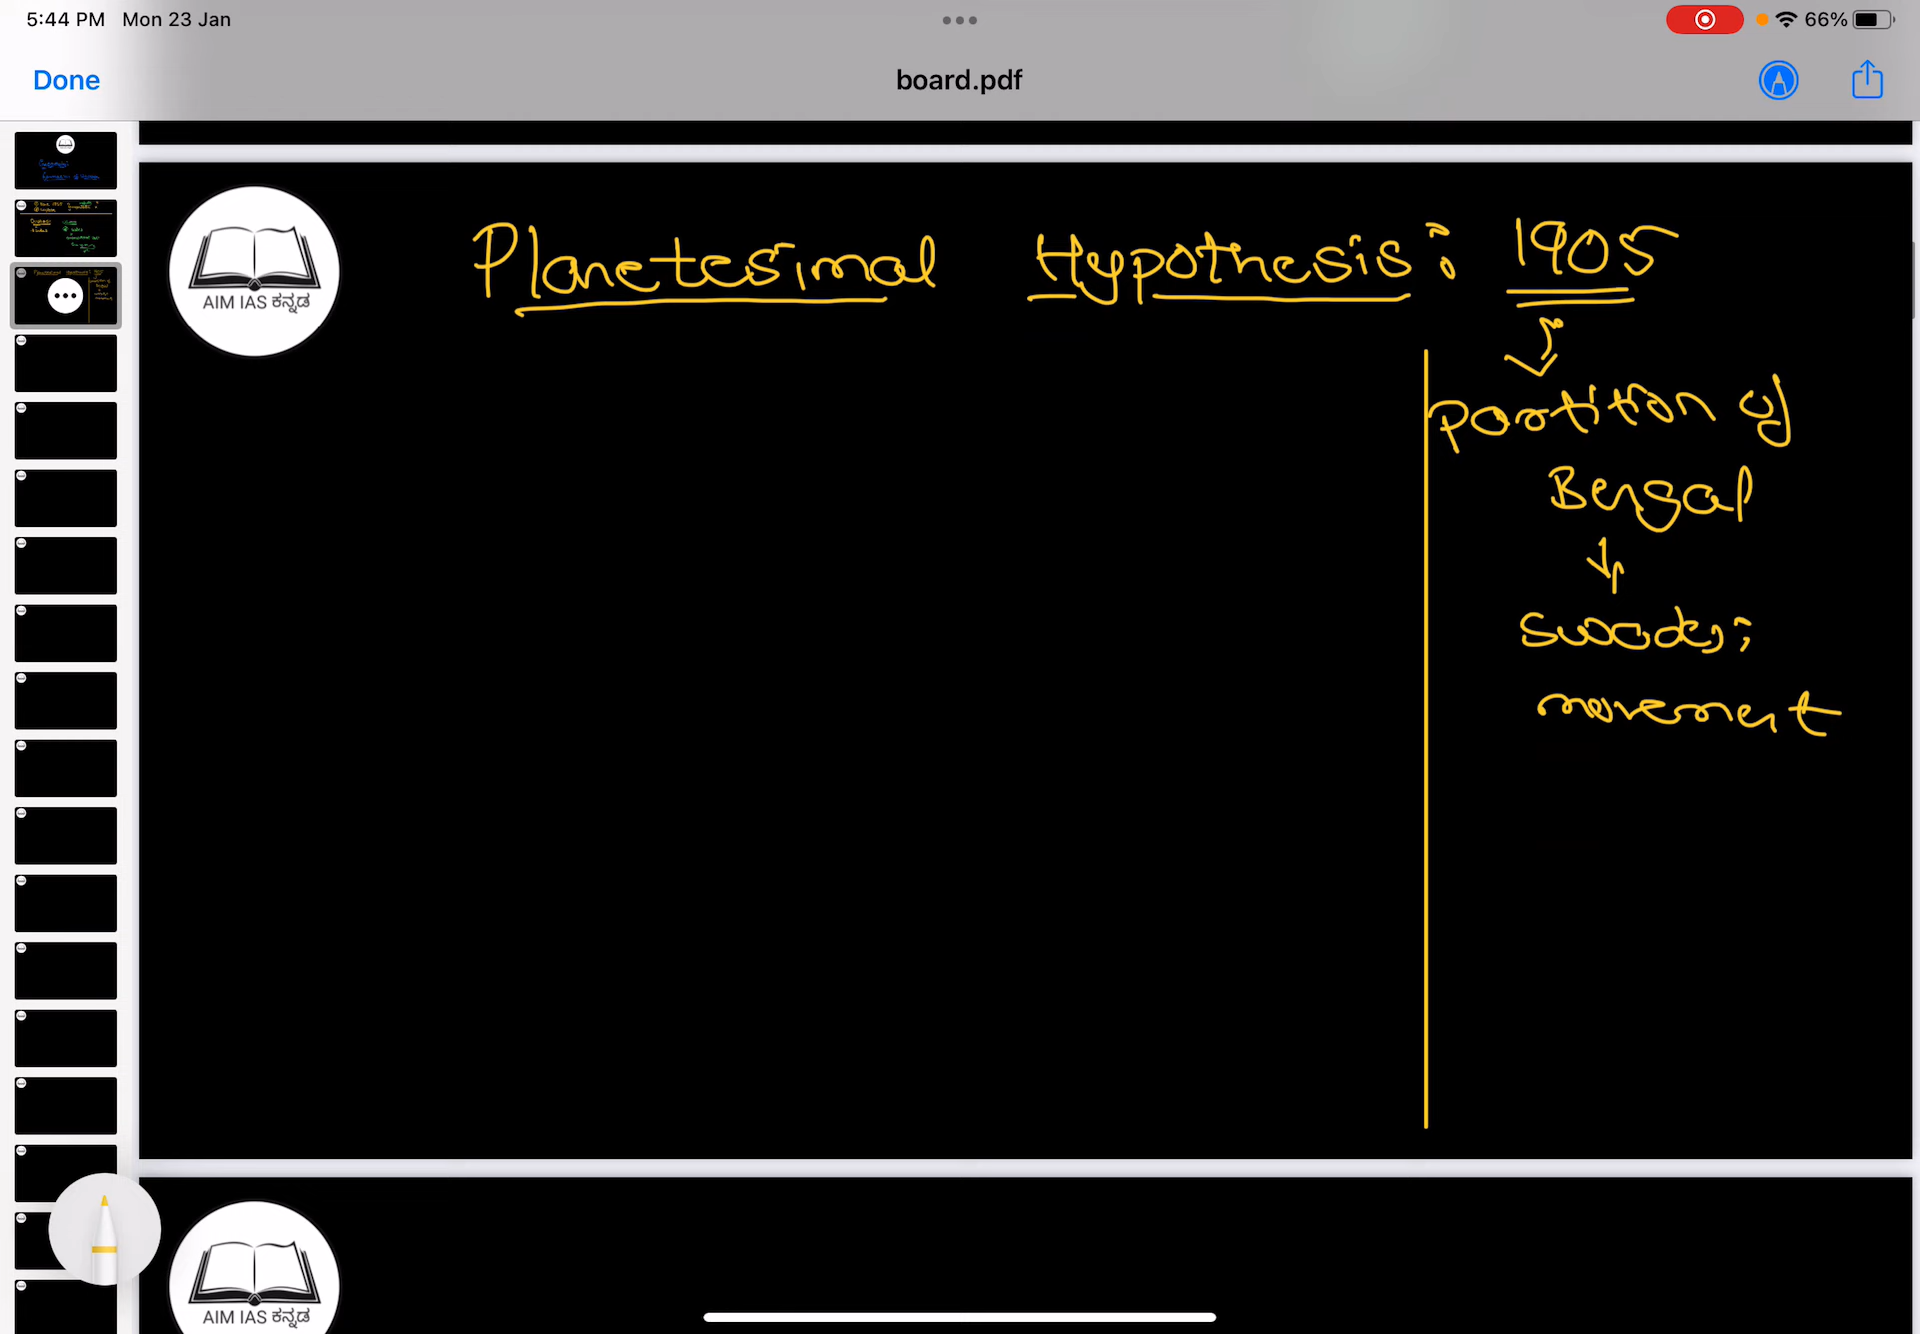 5:44 PM Mon 23 Jan
66%
Done
board.pdf
AIM IAS ಕನ್ನಡ
Planetesimal Hypothesis: 1905
Partition of
Bengal
swadesi
movement
AIM IAS ಕನ್ನಡ